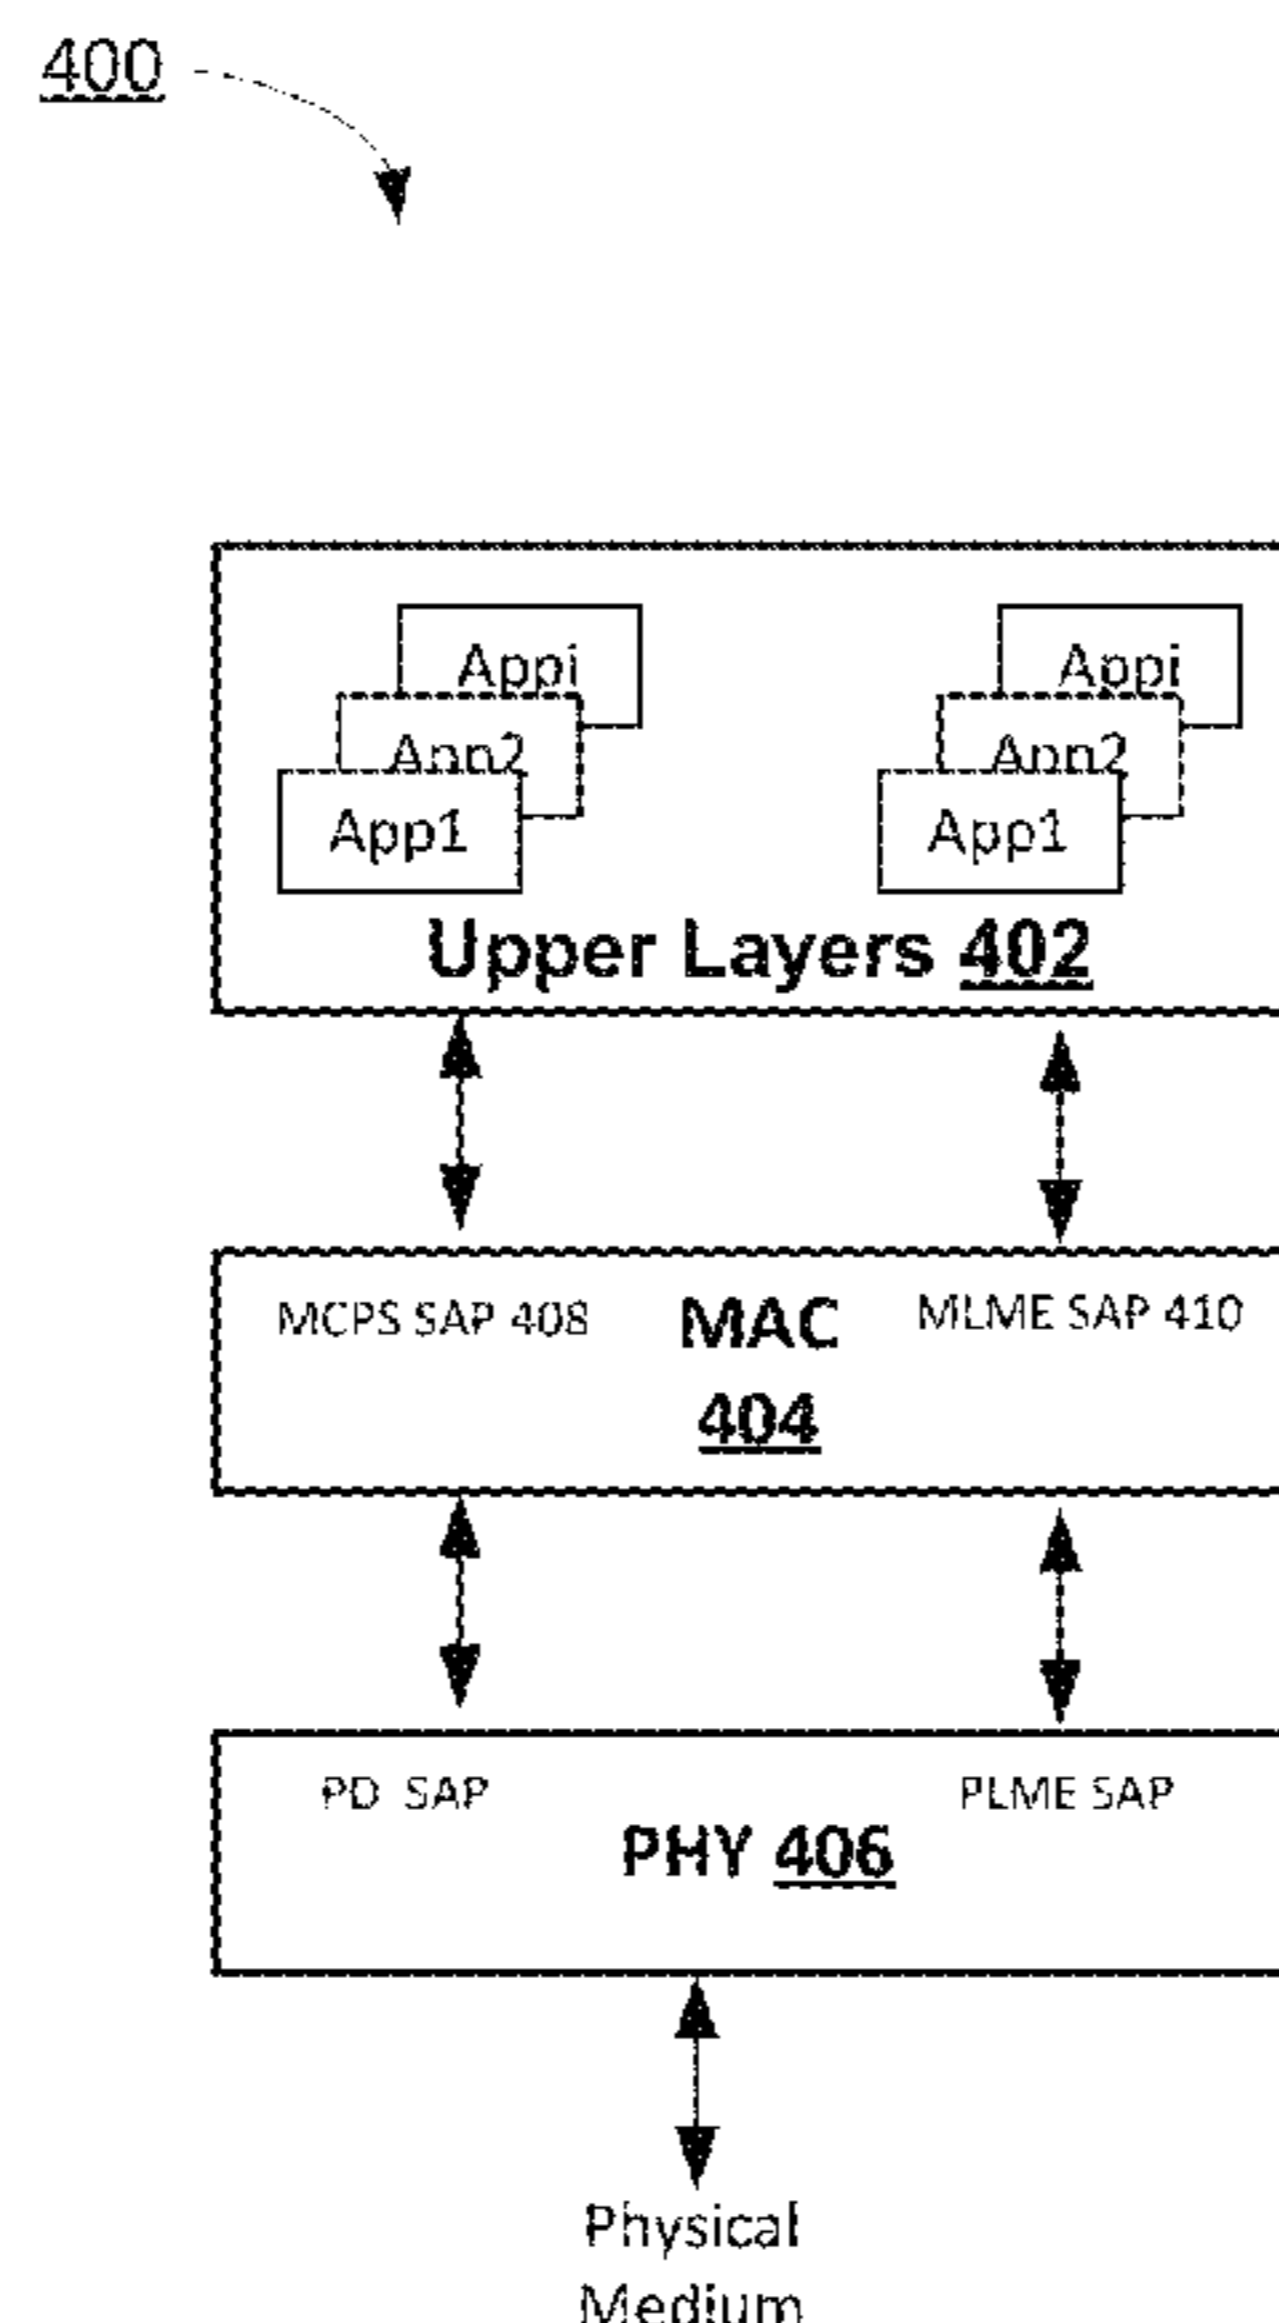 400
Appi Appi
App2 App2
App1 App1
Upper Layers 402
MCPS SAP 408 MAC MLME SAP 410
404
PD SAP PLME SAP
PHY 406
Physical
Medium